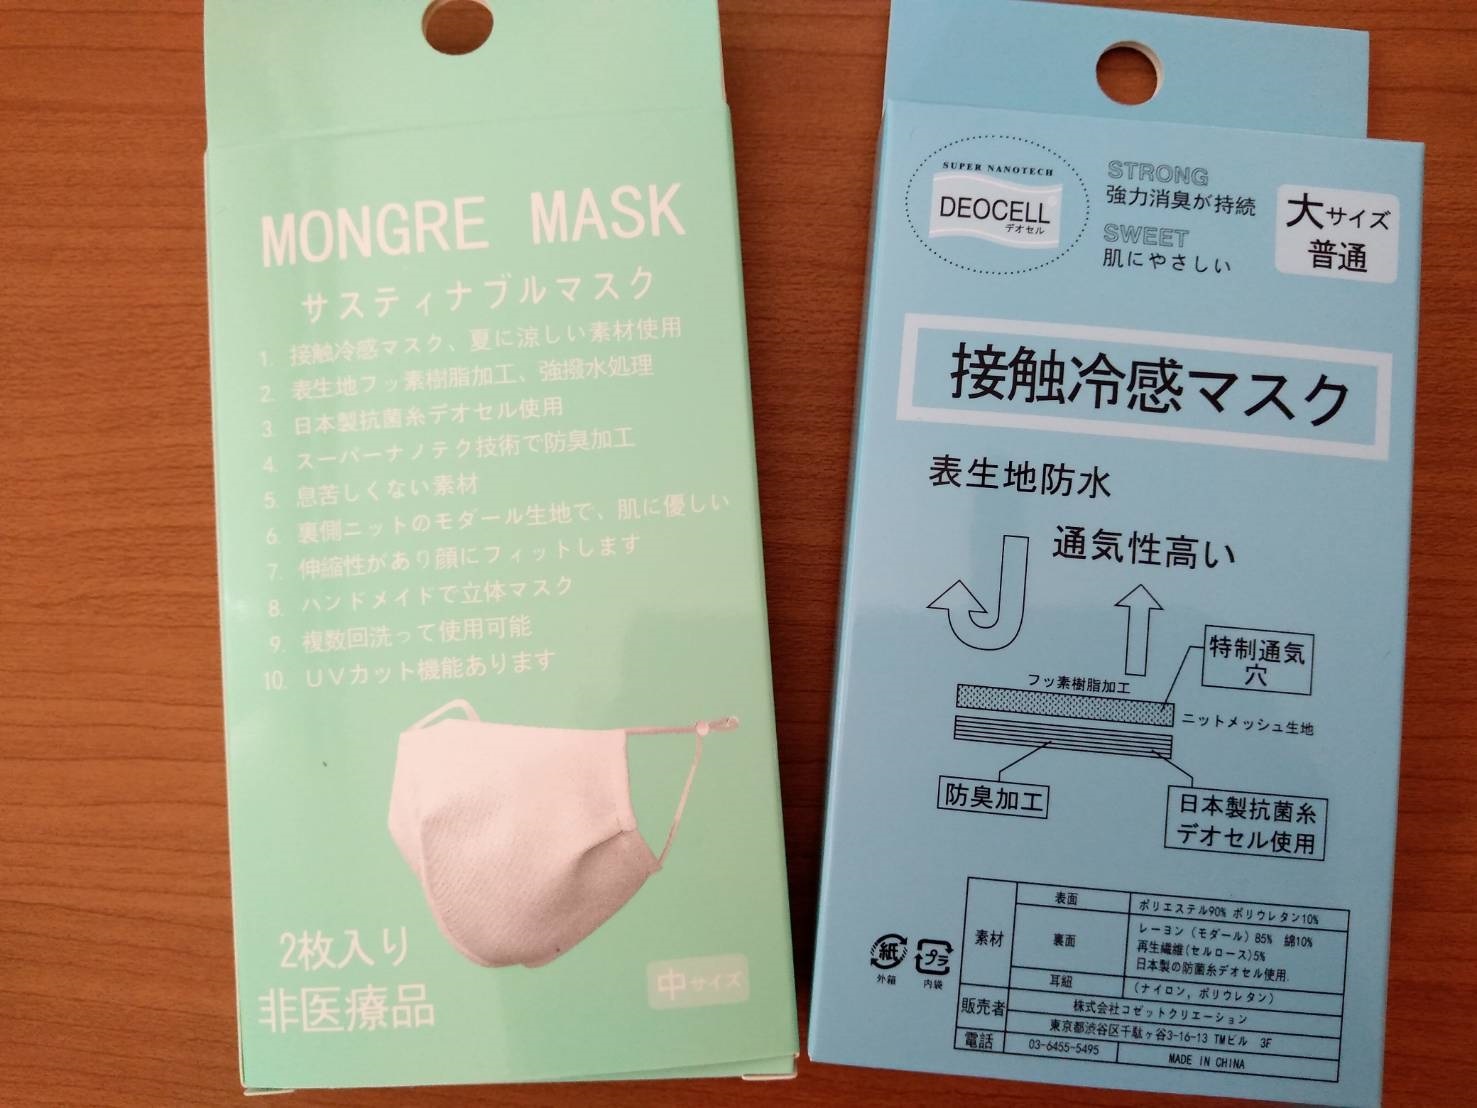 MONGRE MASK
サスティナブルマスク
1. 接触冷感マスク、夏に涼しい素材使用
2. 表生地フッ素樹脂加工、強撥水処理
3. 日本製抗菌糸デオセル使用
4. スーパーナノテク技術で防臭加工
5. 息苦しくない素材
6. 裏側ニットのモダール生地で、肌に優しい
7. 伸縮性があり顔にフィットします
8. ハンドメイドで立体マスク
9. 複数回洗って使用可能
10. UVカット機能あります
2枚入り
非医療品
中サイズ
SUPER NANOTECH
DEOCELL
デオセル
STRONG
強力消臭が持続
SWEET
肌にやさしい
大サイズ
普通
接触冷感マスク
表生地防水
通気性高い
特制通気
穴
フッ素樹脂加工
ニットメッシュ生地
防臭加工
日本製抗菌糸
デオセル使用
紙
外箱
プラ
内袋
素材
表面
ポリエステル90% ポリウレタン10%
裏面
レーヨン(モダール)85% 綿10%
再生繊維(セルロース)5%
日本製の防菌糸デオセル使用.
耳紐
(ナイロン, ポリウレタン)
販売者
株式会社コゼットクリエーション
東京都渋谷区千駄ヶ谷3-16-13 TMビル 3F
電話
03-6455-5495
MADE IN CHINA